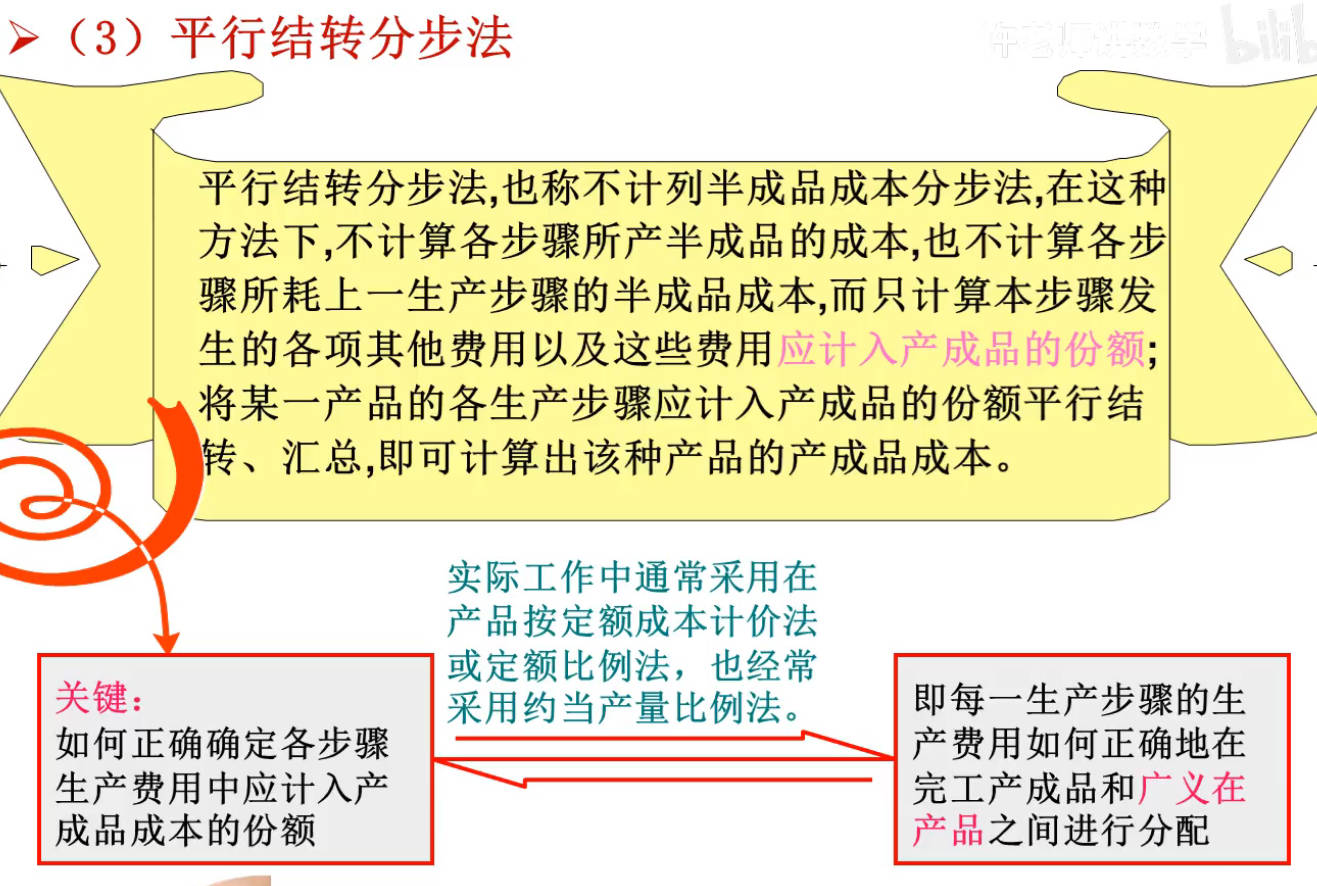 （3）平行结转分步法
bilib
平行结转分步法,也称不计列半成品成本分步法,在这种
方法下,不计算各步骤所产半成品的成本,也不计算各步
骤所耗上一生产步骤的半成品成本,而只计算本步骤发
生的各项其他费用以及这些费用应计入产成品的份额;
将某一产品的各生产步骤应计入产成品的份额平行结
转、汇总,即可计算出该种产品的产成品成本。
实际工作中通常采用在
产品按定额成本计价法
或定额比例法，也经常
采用约当产量比例法。
关键：
如何正确确定各步骤
生产费用中应计入产
成品成本的份额
即每一生产步骤的生
产费用如何正确地在
完工产成品和广义在
产品之间进行分配